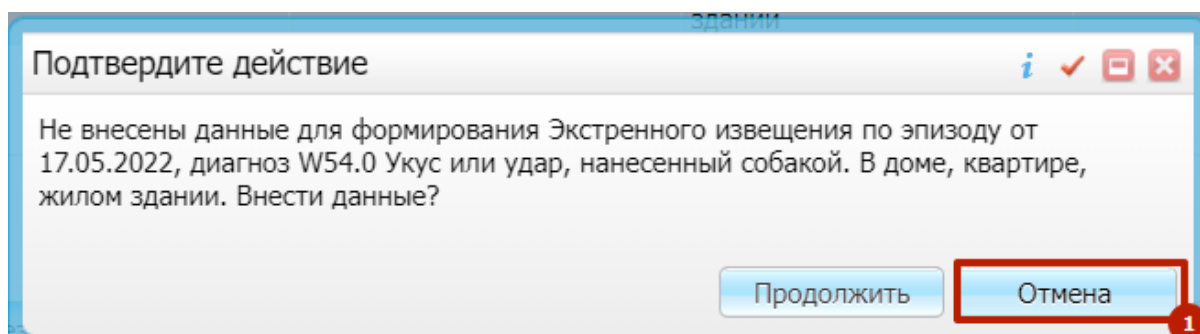 здании
Подтвердите действие
Не внесены данные для формирования Экстренного извещения по эпизоду от
17.05.2022, диагноз W54.0 Укус или удар, нанесенный собакой. В доме, квартире,
жилом здании. Внести данные?
Продолжить
Отмена
1